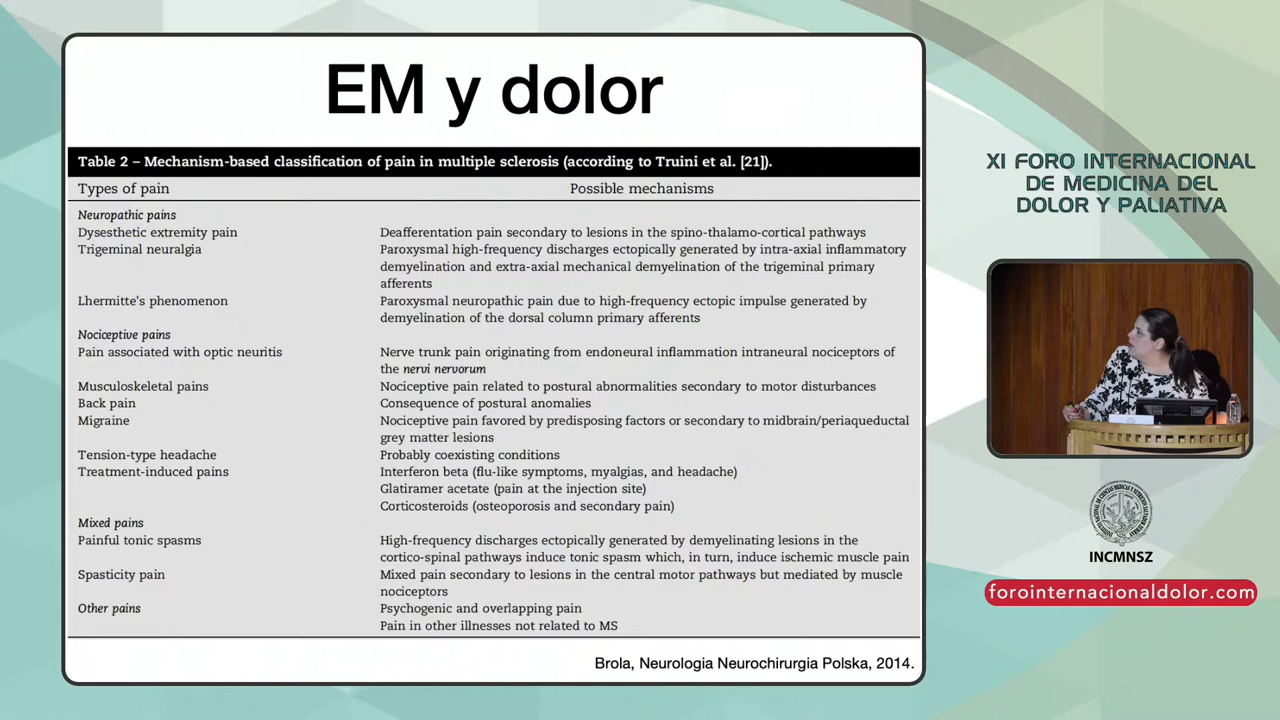 EM y dolor
Table 2 – Mechanism-based classification of pain in multiple sclerosis (according to Truini et al. [21]).
Types of pain Possible mechanisms
Neuropathic pains
Dysesthetic extremity pain Deafferentation pain secondary to lesions in the spino-thalamo-cortical pathways
Trigeminal neuralgia Paroxysmal high-frequency discharges ectopically generated by intra-axial inflammatory
demyelination and extra-axial mechanical demyelination of the trigeminal primary
afferents
Lhermitte's phenomenon Paroxysmal neuropathic pain due to high-frequency ectopic impulse generated by
demyelination of the dorsal column primary afferents
Nociceptive pains
Pain associated with optic neuritis Nerve trunk pain originating from endoneural inflammation intraneural nociceptors of
the nervi nervorum
Musculoskeletal pains Nociceptive pain related to postural abnormalities secondary to motor disturbances
Back pain Consequence of postural anomalies
Migraine Nociceptive pain favored by predisposing factors or secondary to midbrain/periaqueductal
grey matter lesions
Tension-type headache Probably coexisting conditions
Treatment-induced pains Interferon beta (flu-like symptoms, myalgias, and headache)
Glatiramer acetate (pain at the injection site)
Corticosteroids (osteoporosis and secondary pain)
Mixed pains
Painful tonic spasms High-frequency discharges ectopically generated by demyelinating lesions in the
cortico-spinal pathways induce tonic spasm which, in turn, induce ischemic muscle pain
Spasticity pain Mixed pain secondary to lesions in the central motor pathways but mediated by muscle
nociceptors
Other pains Psychogenic and overlapping pain
Pain in other illnesses not related to MS
Brola, Neurologia Neurochirurgia Polska, 2014.
XI FORO INTERNACIONAL
DE MEDICINA DEL
DOLOR Y PALIATIVA
INCMNSZ
forointernacionaldolor.com